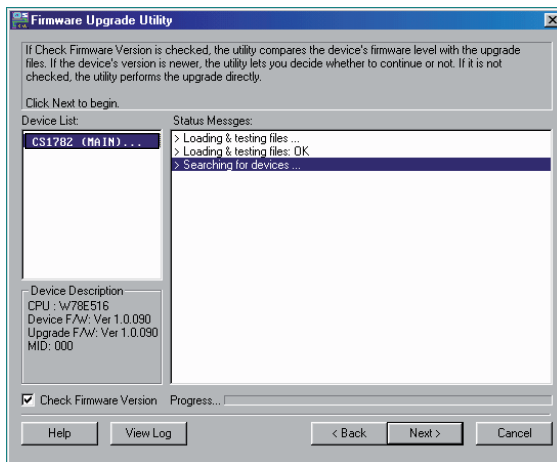 Firmware Upgrade Utility
If Check Firmware Version is checked, the utility compares the device's firmware level with the upgrade
files. If the device's version is newer, the utility lets you decide whether to continue or not. If it is not
checked, the utility performs the upgrade directly.
Click Next to begin.
Device List:
Status Messges:
CS1782 (MAIN)...
> Loading & testing files ...
> Loading & testing files: OK
> Searching for devices ...
Device Description
CPU : W78E516
Device F/W: Ver 1.0.090
Upgrade F/W: Ver 1.0.090
MID: 000
Check Firmware Version
Progress...
Help
View Log
< Back
Next >
Cancel